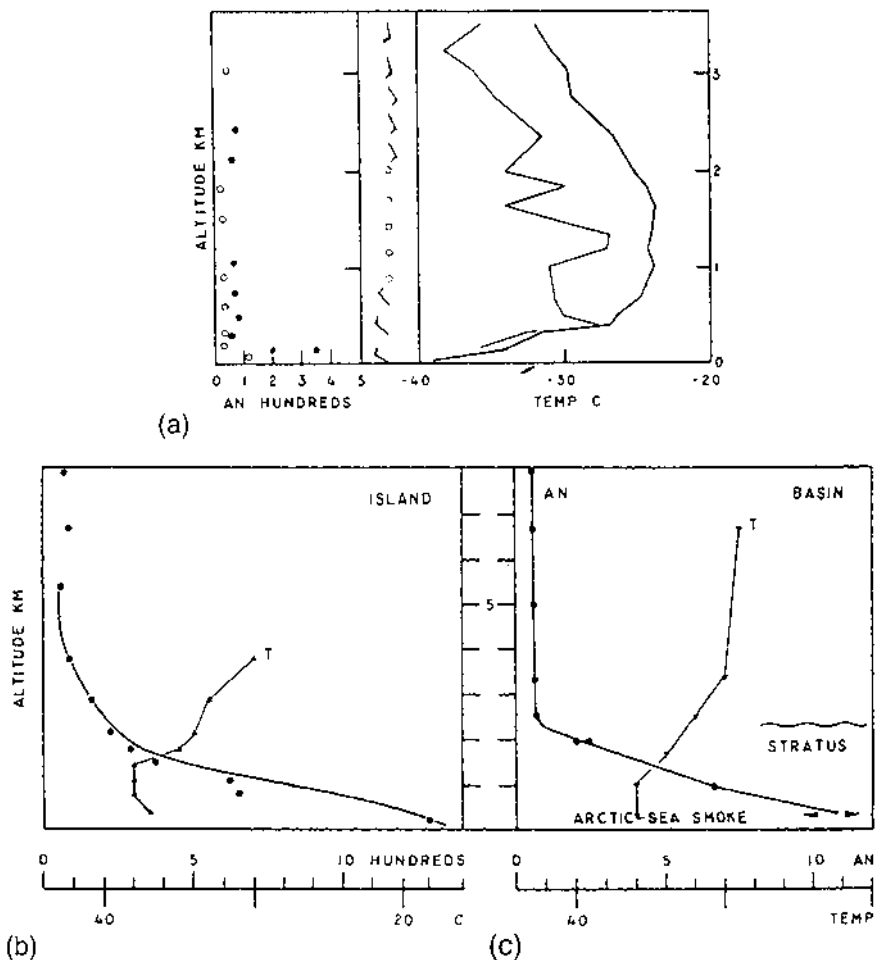 ALTITUDE KM
3
2
1
0
0 1 2 3 4 5 -40 -30 -20
AN HUNDREDS TEMP C
(a)
ISLAND AN BASIN
T T
ALTITUDE KM
5
STRATUS
ARCTIC-SEA SMOKE
0 5 10 HUNDREDS 0 5 10 AN
40 20 C 40 TEMP
(b) (c)